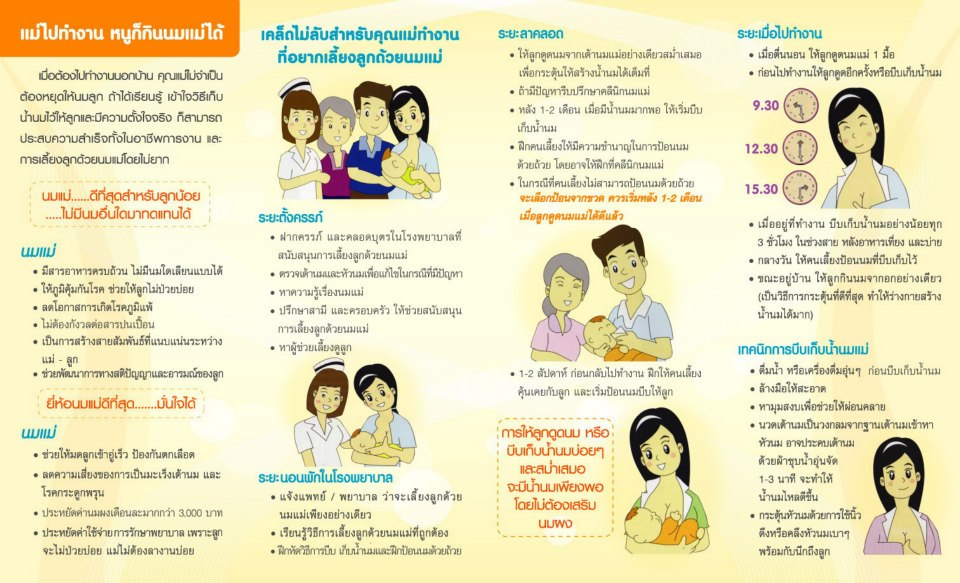 แม่ไปทำงาน หนูก็กินนมแม่ได้
เมื่อต้องไปทำงานนอกบ้าน คุณแม่ไม่จำเป็น
ต้องหยุดให้นมลูก ถ้าได้เรียนรู้ เข้าใจวิธีเก็บ
น้ำนมไว้ให้ลูกและมีความตั้งใจจริง ก็สามารถ
ประสบความสำเร็จทั้งในอาชีพการงาน และ
การเลี้ยงลูกด้วยนมแม่โดยไม่ยาก
นมแม่......ดีที่สุดสำหรับลูกน้อย
.....ไม่มีนมอื่นใดมาทดแทนได้
นมแม่
• มีสารอาหารครบถ้วน ไม่มีนมใดเลียนแบบได้
• ให้ภูมิคุ้มกันโรค ช่วยให้ลูกไม่ป่วยบ่อย
• ลดโอกาสการเกิดโรคภูมิแพ้
• ไม่ต้องกังวลต่อสารปนเปื้อน
• เป็นการสร้างสายสัมพันธ์ที่แนบแน่นระหว่าง
แม่ - ลูก
• ช่วยพัฒนาการทางสติปัญญาและอารมณ์ของลูก
ยี่ห้อนมแม่ดีที่สุด.......มั่นใจได้
นมแม่
• ช่วยให้มดลูกเข้าอู่เร็ว ป้องกันตกเลือด
• ลดความเสี่ยงของการเป็นมะเร็งเต้านม และ
โรคกระดูกพรุน
• ประหยัดค่านมผงเดือนละมากกว่า 3,000 บาท
• ประหยัดค่าใช้จ่ายการรักษาพยาบาล เพราะลูก
จะไม่ป่วยบ่อย แม่ไม่ต้องลางานบ่อย
เคล็ดไม่ลับสำหรับคุณแม่ทำงาน
ที่อยากเลี้ยงลูกด้วยนมแม่
ระยะตั้งครรภ์
• ฝากครรภ์ และคลอดบุตรในโรงพยาบาลที่
สนับสนุนการเลี้ยงลูกด้วยนมแม่
• ตรวจเต้านมและหัวนมเพื่อแก้ไขในกรณีที่มีปัญหา
• หาความรู้เรื่องนมแม่
• ปรึกษาสามี และครอบครัว ให้ช่วยสนับสนุน
การเลี้ยงลูกด้วยนมแม่
• หาผู้ช่วยเลี้ยงดูลูก
ระยะนอนพักในโรงพยาบาล
• แจ้งแพทย์ / พยาบาล ว่าจะเลี้ยงลูกด้วย
นมแม่เพียงอย่างเดียว
• เรียนรู้วิธีการเลี้ยงลูกด้วยนมแม่ที่ถูกต้อง
• ฝึกหัดวิธีการบีบ เก็บน้ำนมและฝึกป้อนนมด้วยถ้วย
ระยะลาคลอด
• ให้ลูกดูดนมจากเต้านมแม่อย่างเดียวสม่ำเสมอ
เพื่อกระตุ้นให้สร้างน้ำนมได้เต็มที่
• ถ้ามีปัญหารีบปรึกษาคลินิกนมแม่
• หลัง 1-2 เดือน เมื่อมีน้ำนมมากพอ ให้เริ่มบีบ
เก็บน้ำนม
• ฝึกคนเลี้ยงให้มีความชำนาญในการป้อนนม
ด้วยถ้วย โดยอาจให้ฝึกที่คลินิกนมแม่
• ในกรณีที่คนเลี้ยงไม่สามารถป้อนนมด้วยถ้วย
จะเลือกป้อนจากขวด ควรเริ่มหลัง 1-2 เดือน
เมื่อลูกดูดนมแม่ได้ดีแล้ว
• 1-2 สัปดาห์ ก่อนกลับไปทำงาน ฝึกให้คนเลี้ยง
คุ้นเคยกับลูก และเริ่มป้อนนมบีบให้ลูก
การให้ลูกดูดนม หรือ
บีบเก็บน้ำนมบ่อยๆ
และสม่ำเสมอ
จะมีน้ำนมเพียงพอ
โดยไม่ต้องเสริม
นมผง
ระยะเมื่อไปทำงาน
• เมื่อตื่นนอน ให้ลูกดูดนมแม่ 1 มื้อ
• ก่อนไปทำงานให้ลูกดูดอีกครั้งหรือบีบเก็บน้ำนม
9.30
12.30
15.30
• เมื่ออยู่ที่ทำงาน บีบเก็บน้ำนมอย่างน้อยทุก
3 ชั่วโมง ในช่วงสาย หลังอาหารเที่ยง และบ่าย
• กลางวัน ให้คนเลี้ยงป้อนนมที่บีบเก็บไว้
• ขณะอยู่บ้าน ให้ลูกกินนมจากอกอย่างเดียว
(เป็นวิธีการกระตุ้นที่ดีที่สุด ทำให้ร่างกายสร้าง
น้ำนมได้มาก)
เทคนิกการบีบเก็บน้ำนมแม่
• ดื่มน้ำ หรือเครื่องดื่มอุ่นๆ ก่อนบีบเก็บน้ำนม
• ล้างมือให้สะอาด
• หามุมสงบเพื่อช่วยให้ผ่อนคลาย
• นวดเต้านมเป็นวงกลมจากฐานเต้านมเข้าหา
หัวนม อาจประคบเต้านม
ด้วยผ้าชุบน้ำอุ่นจัด
1-3 นาที จะทำให้
น้ำนมไหลดีขึ้น
• กระตุ้นหัวนมด้วยการใช้นิ้ว
ดึงหรือคลึงหัวนมเบาๆ
พร้อมกับนึกถึงลูก